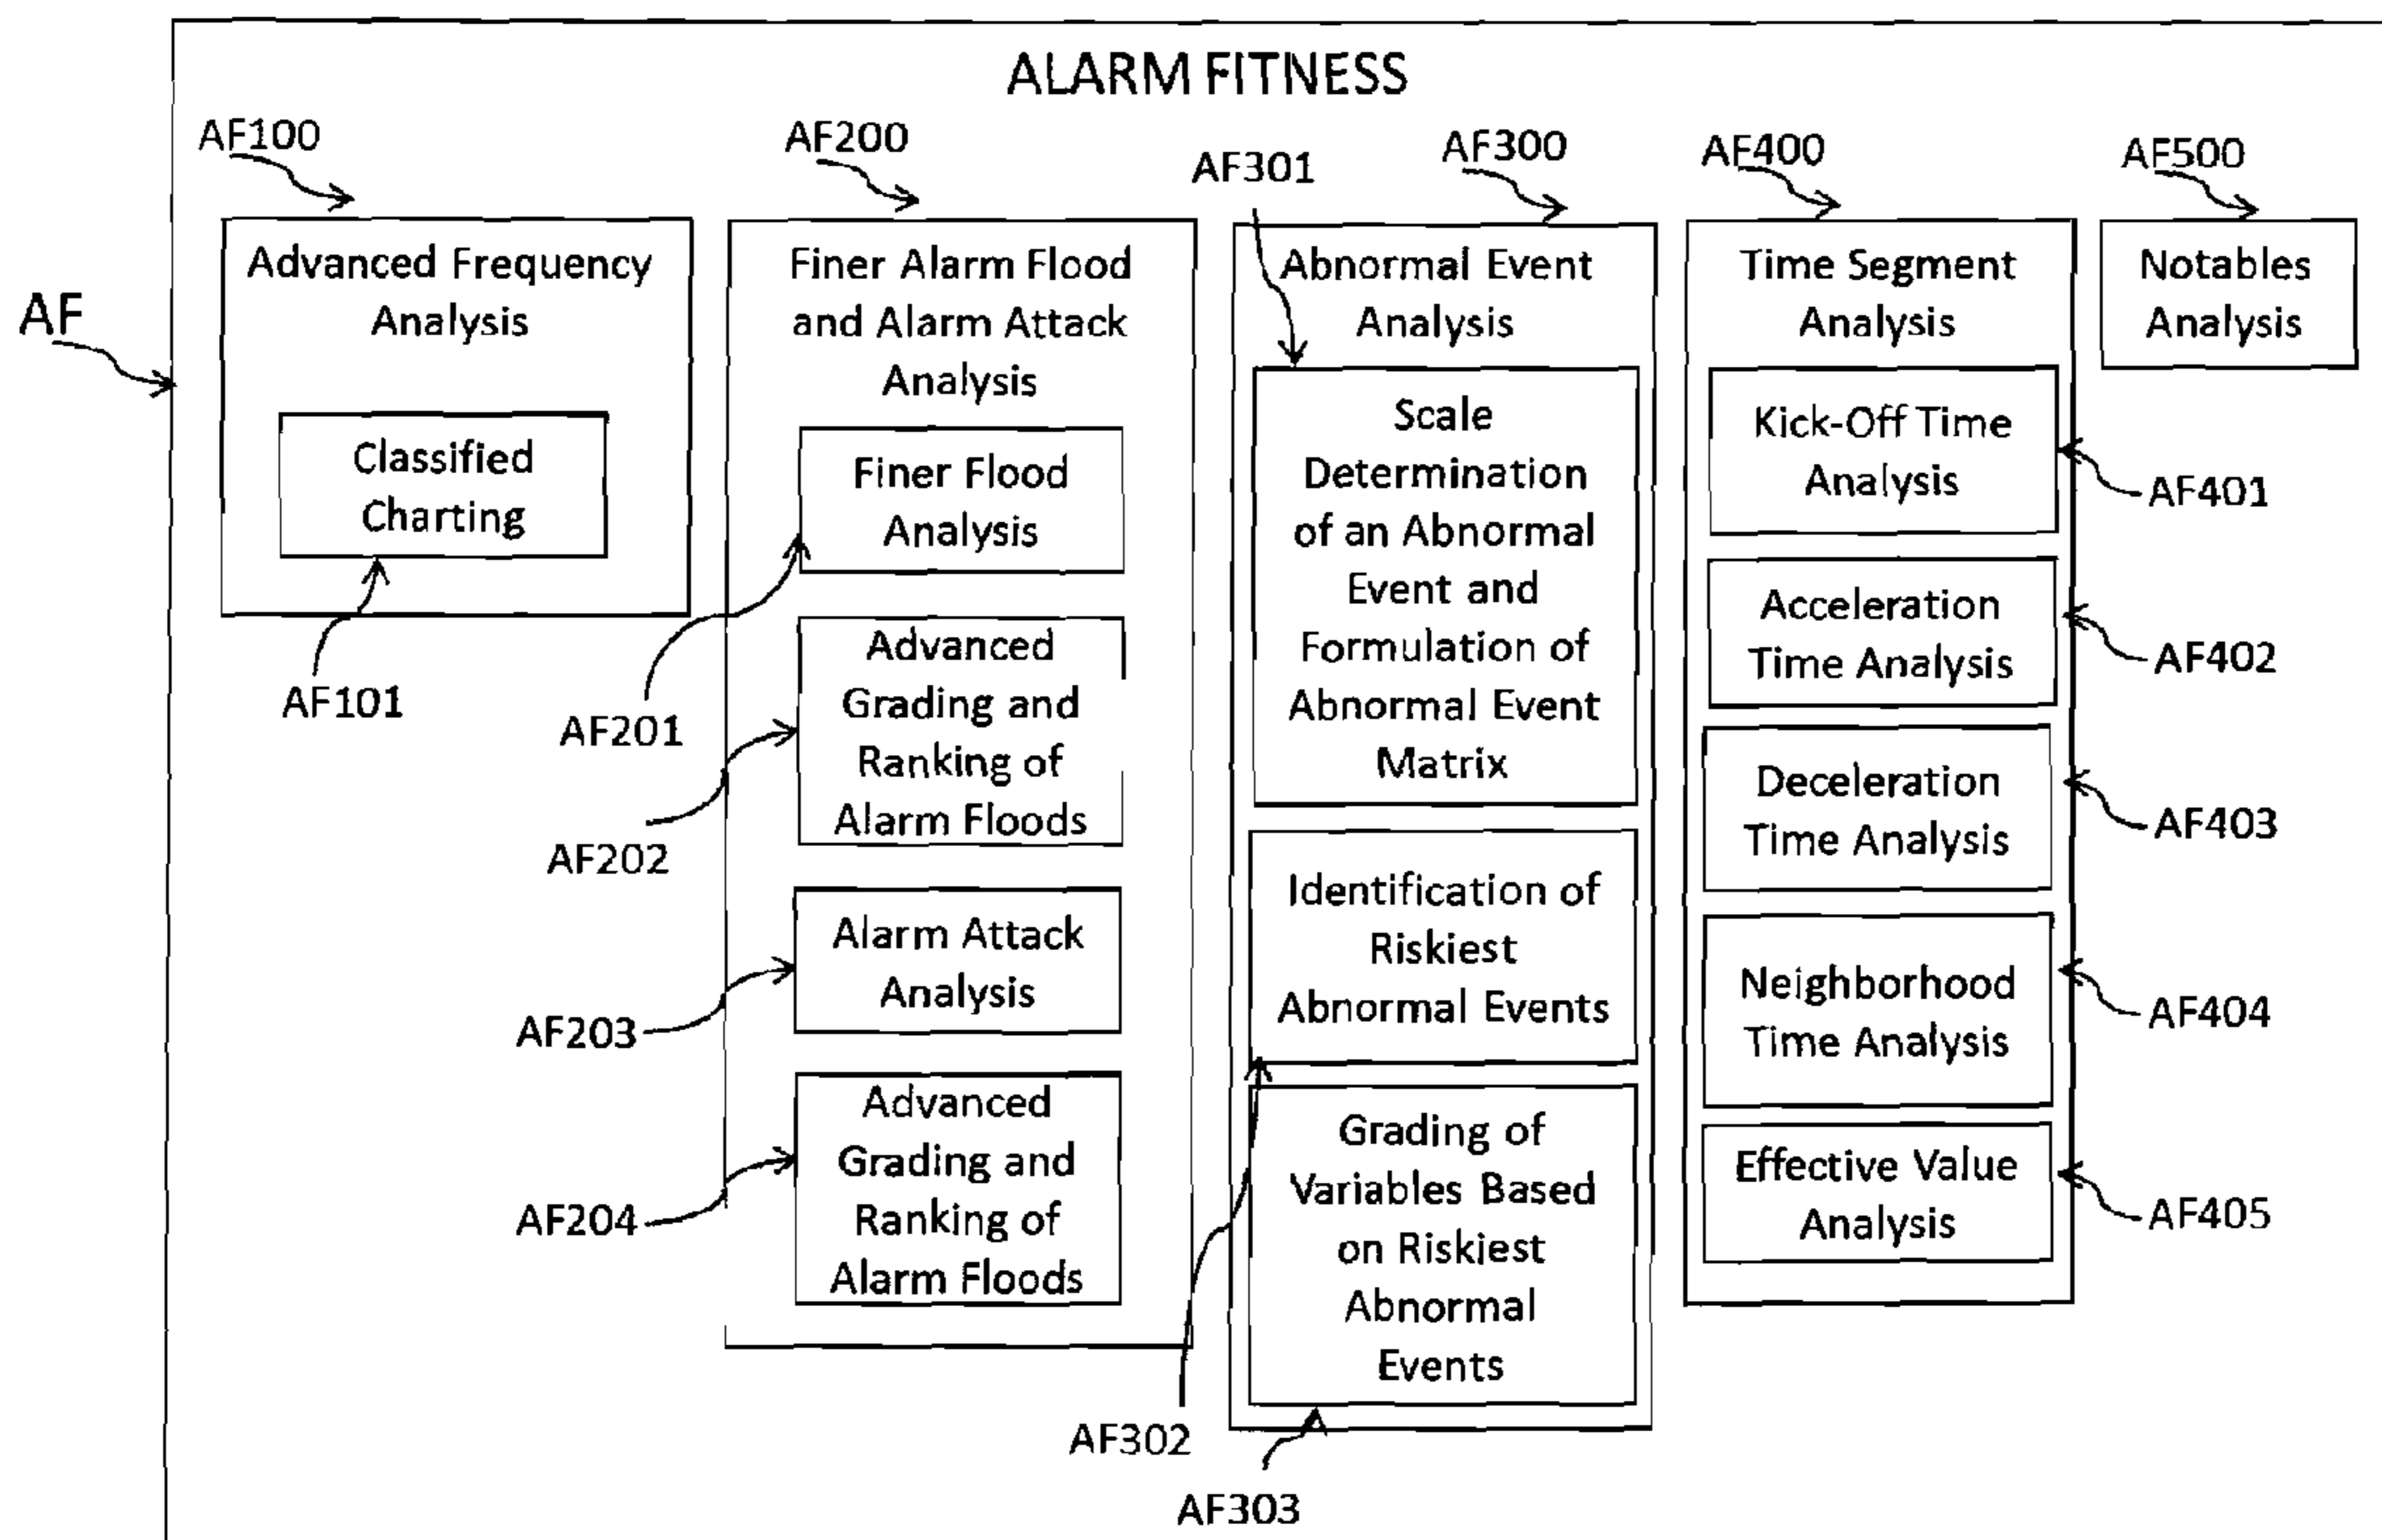 ALARM FITNESS
AF
AF100
Advanced Frequency
Analysis
Classified
Charting
AF101
AF200
Finer Alarm Flood
and Alarm Attack
Analysis
Finer Flood
Analysis
AF201
Advanced
Grading and
Ranking of
Alarm Floods
AF202
Alarm Attack
Analysis
AF203
Advanced
Grading and
Ranking of
Alarm Floods
AF204
AF300
AF301
Abnormal Event
Analysis
Scale
Determination
of an Abnormal
Event and
Formulation of
Abnormal Event
Matrix
Identification of
Riskiest
Abnormal Events
AF302
Grading of
Variables Based
on Riskiest
Abnormal
Events
AF303
AF400
Time Segment
Analysis
Kick-Off Time
Analysis
AF401
Acceleration
Time Analysis
AF402
Deceleration
Time Analysis
AF403
Neighborhood
Time Analysis
AF404
Effective Value
Analysis
AF405
AF500
Notables
Analysis